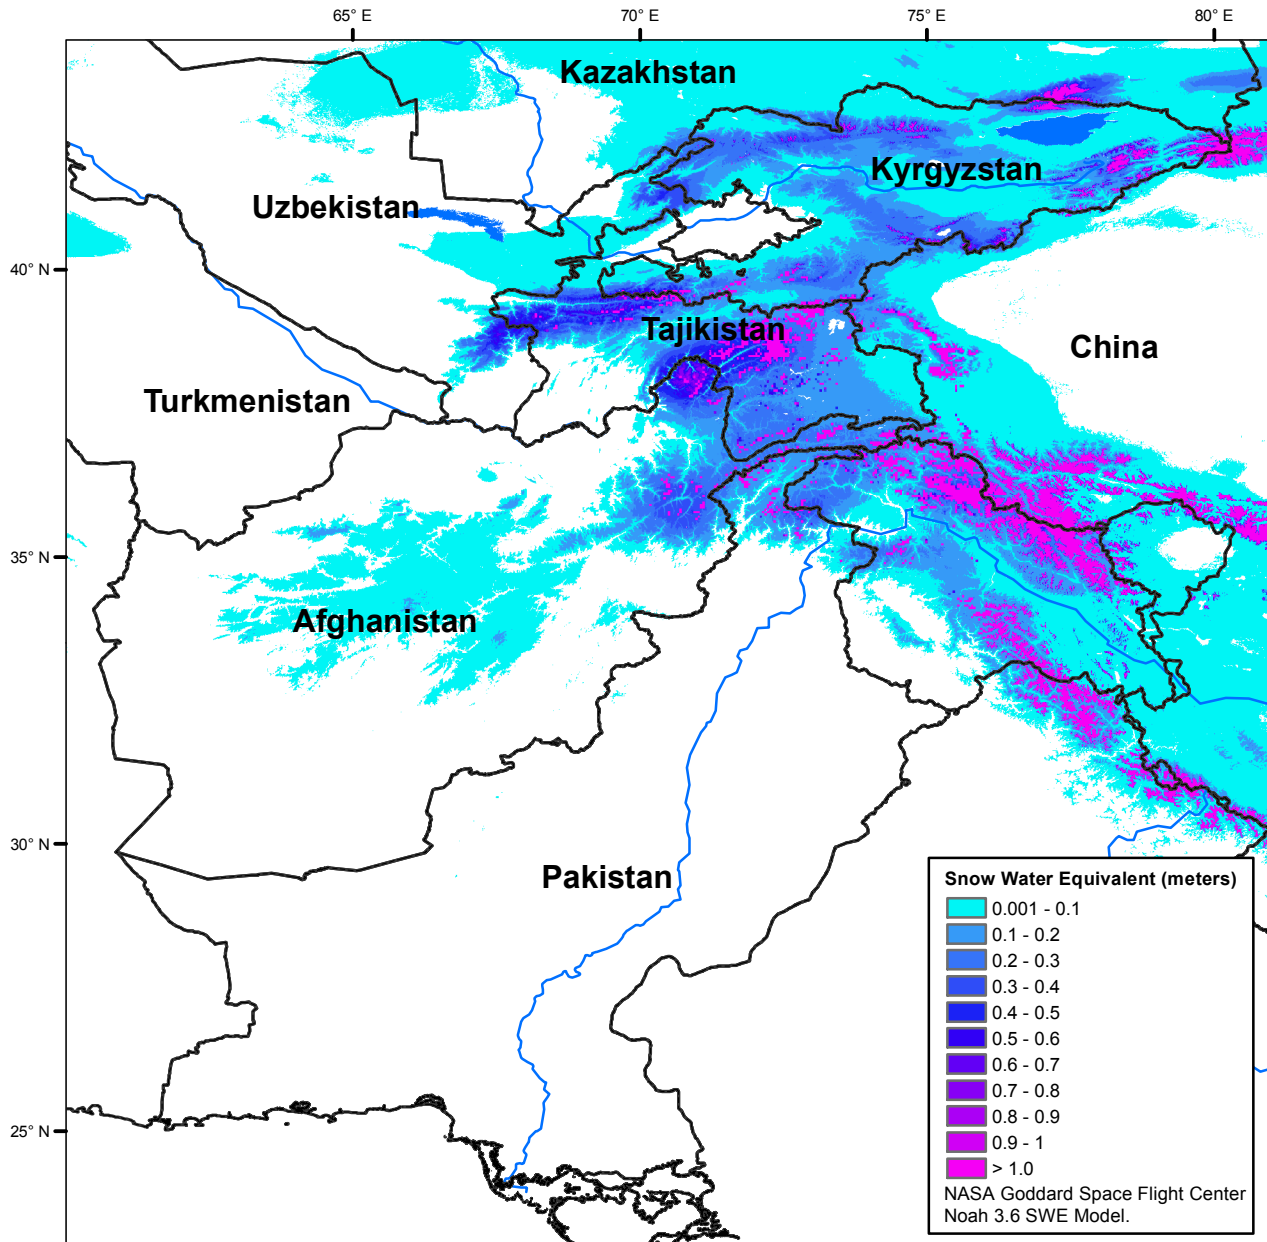 65° E 70° E 75° E 80° E
Kazakhstan
Kyrgyzstan
Uzbekistan
40° N
Tajikistan
China
Turkmenistan
35° N
Afghanistan
30° N
Pakistan
Snow Water Equivalent (meters)
0.001 - 0.1
0.1 - 0.2
0.2 - 0.3
0.3 - 0.4
0.4 - 0.5
0.5 - 0.6
0.6 - 0.7
0.7 - 0.8
0.8 - 0.9
0.9 - 1
> 1.0
25° N
NASA Goddard Space Flight Center
Noah 3.6 SWE Model.